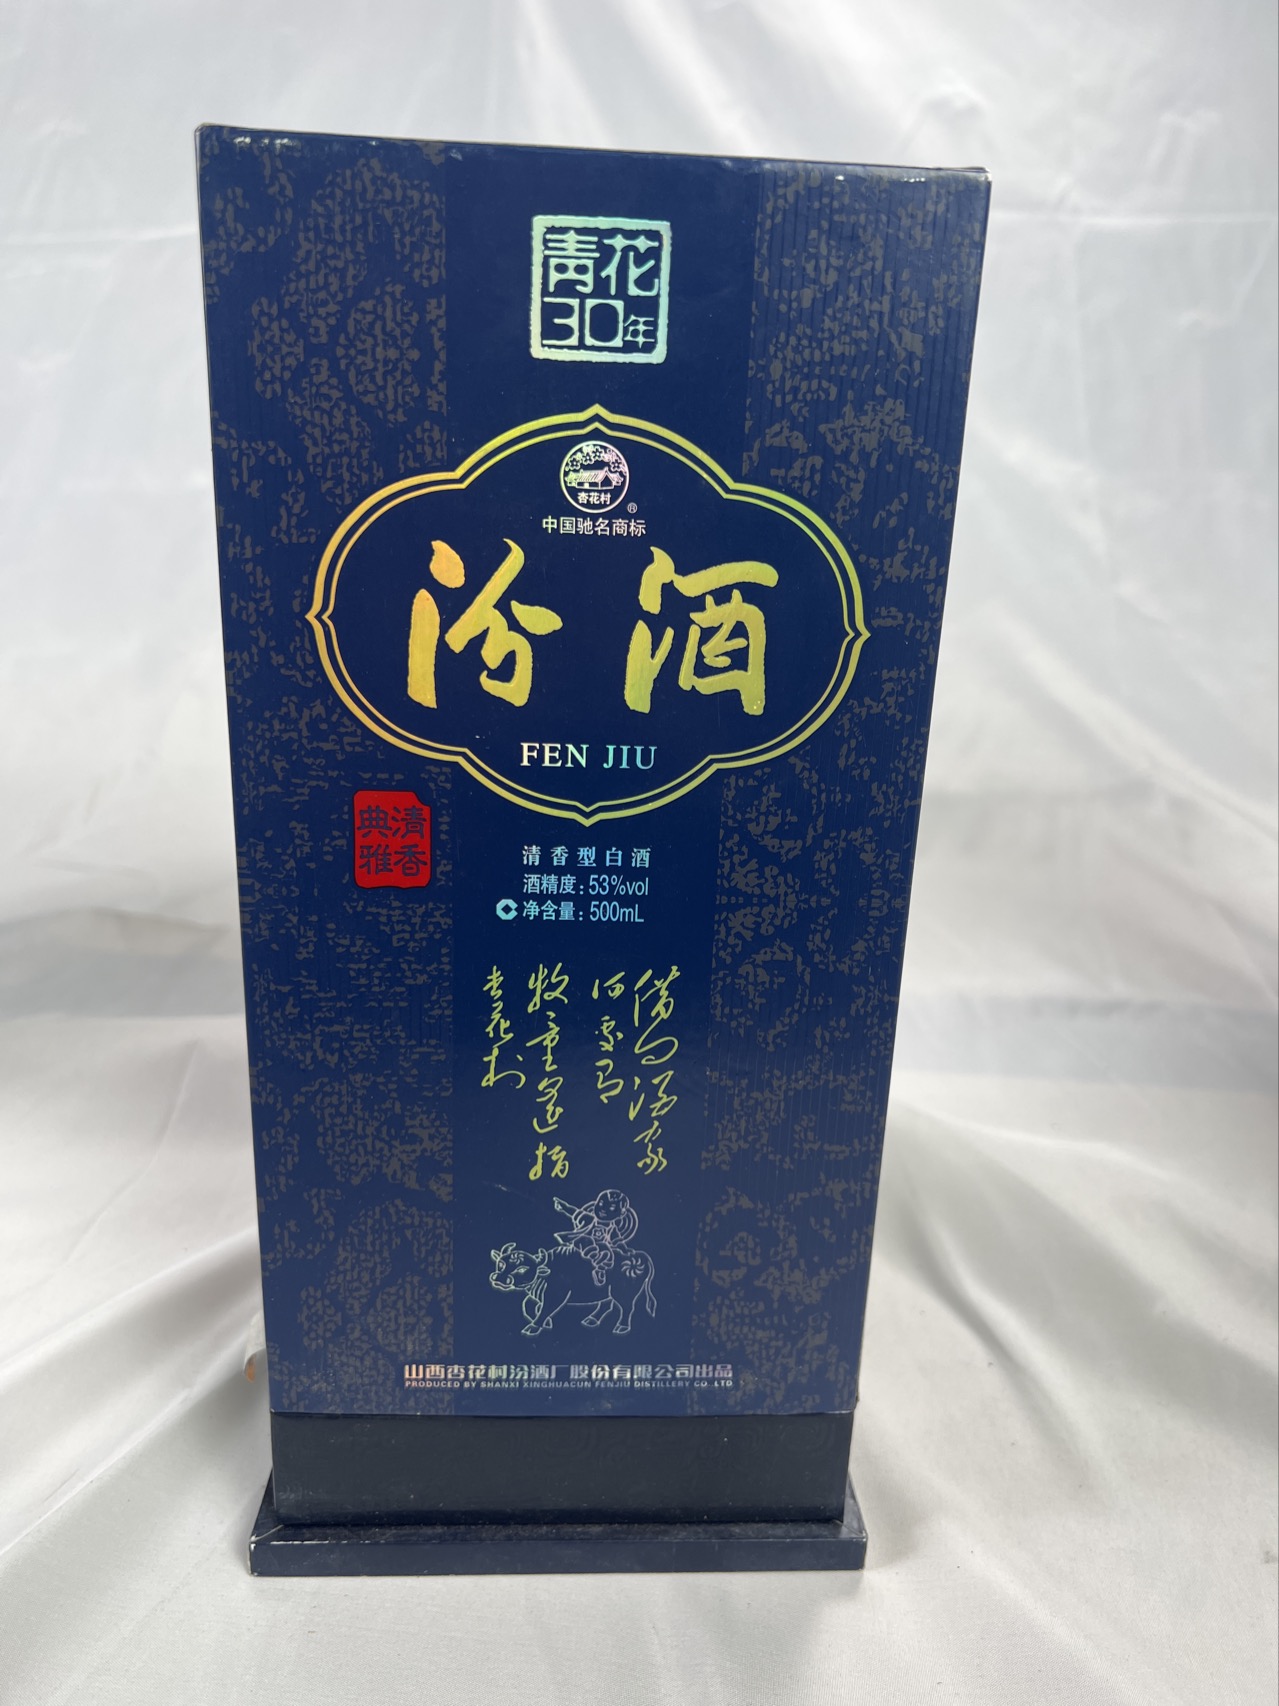 青花
30年
杏花村
®
中国驰名商标
汾酒
FEN JIU
清香
典雅
清香型白酒
酒精度：53%vol
净含量：500mL
借问酒家
何处有
牧童遥指
杏花村
山西杏花村汾酒厂股份有限公司出品
PRODUCED BY SHANXI XINGHUACUN FENJIU DISTILLERY CO.,LTD